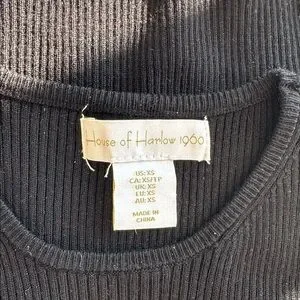 House of Harlow 1960
US: XS
CA: XS/TP
UK: XS
EU: XS
AU: XS
MADE IN
CHINA